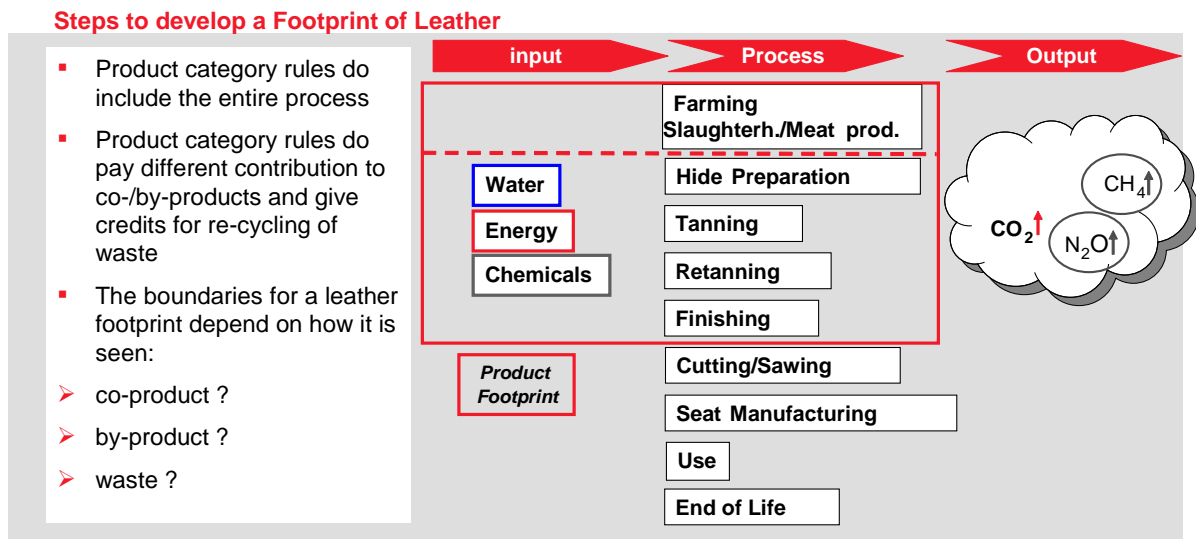 Steps to develop a Footprint of Leather
▪ Product category rules do
include the entire process
▪ Product category rules do
pay different contribution to
co-/by-products and give
credits for re-cycling of
waste
▪ The boundaries for a leather
footprint depend on how it is
seen:
➢ co-product ?
➢ by-product ?
➢ waste ?
input
Process
Output
Farming
Slaughterh./Meat prod.
Water
Energy
Chemicals
Hide Preparation
Tanning
Retanning
Finishing
Product
Footprint
Cutting/Sawing
Seat Manufacturing
Use
End of Life
CH₄↑
CO₂↑
N₂O↑